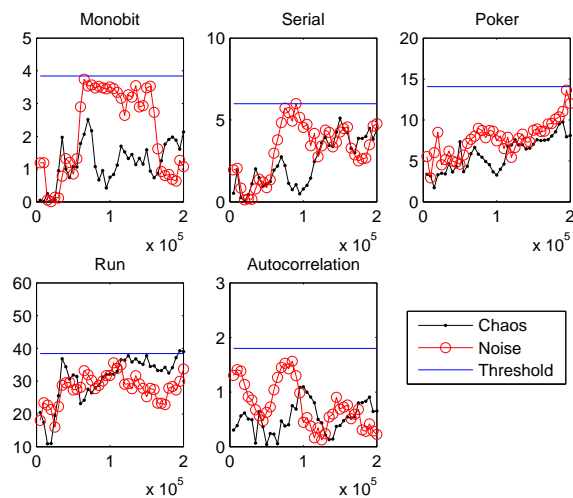 Monobit
Serial
Poker
5
4
3
2
1
0
0 1 2
x 10^5
10
5
0
0 1 2
x 10^5
20
15
10
5
0
0 1 2
x 10^5
Run
Autocorrelation
60
50
40
30
20
10
0 1 2
x 10^5
3
2
1
0
0 1 2
x 10^5
Chaos
Noise
Threshold